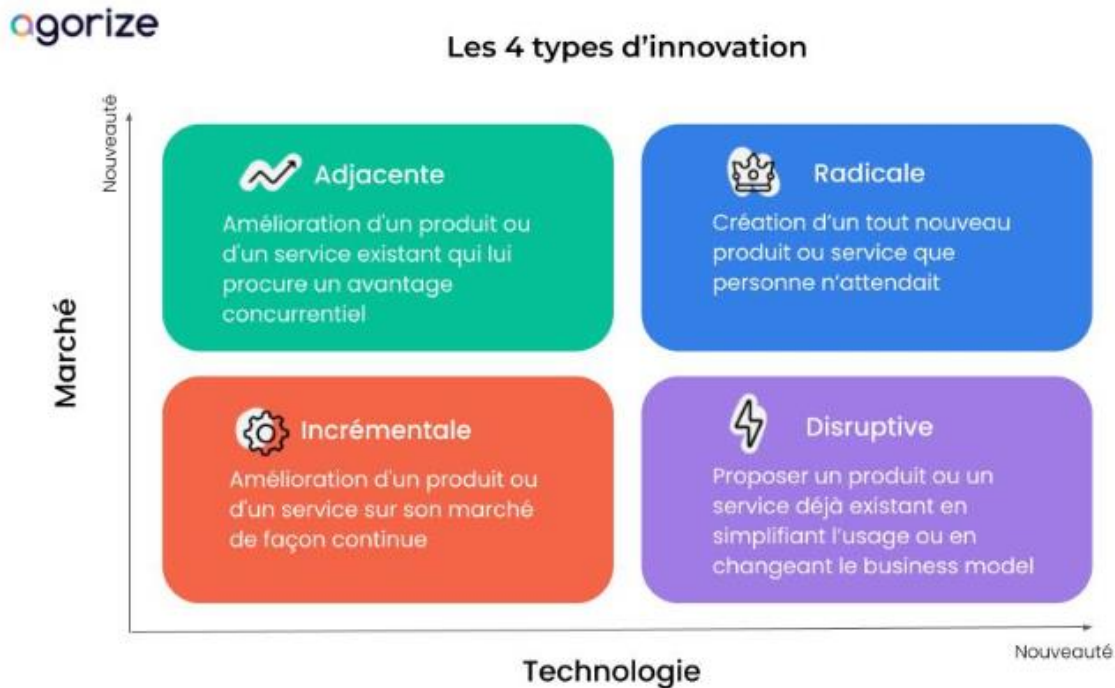 agorize
Les 4 types d’innovation
Nouveauté
Marché
Adjacente
Amélioration d'un produit ou
d'un service existant qui lui
procure un avantage
concurrentiel
Radicale
Création d’un tout nouveau
produit ou service que
personne n’attendait
Incrémentale
Amélioration d'un produit ou
d'un service sur son marché
de façon continue
Disruptive
Proposer un produit ou un
service déjà existant en
simplifiant l’usage ou en
changeant le business model
Nouveauté
Technologie